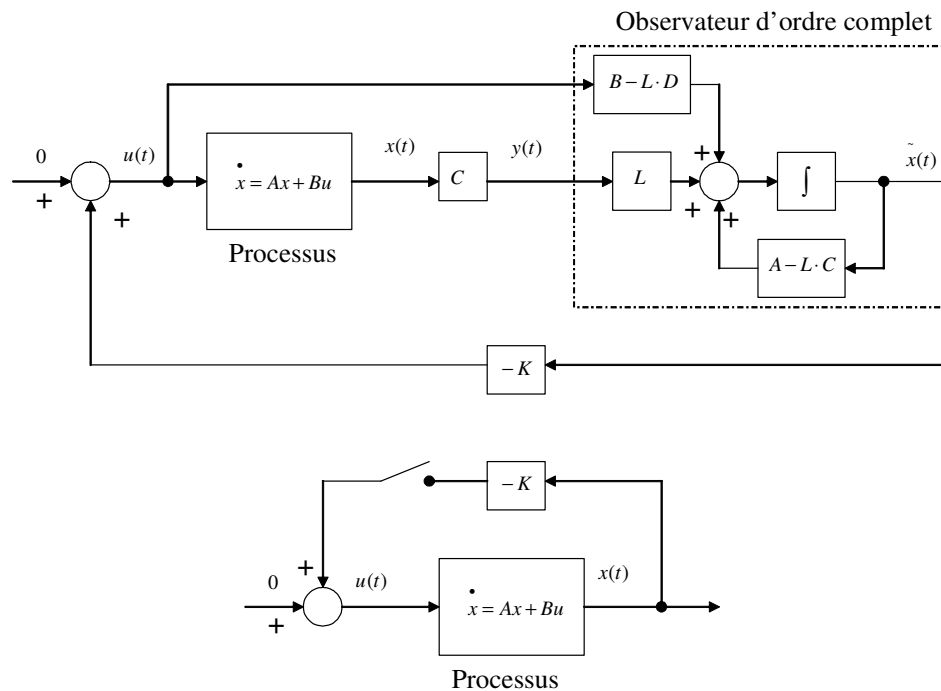 Observateur d'ordre complet
B – L · D
0
u(t)
x(t)
y(t)
x̃(t)
+
+
ẋ = Ax + Bu
C
L
+
+
+
∫
Processus
A – L · C
– K
– K
+
0
+
u(t)
ẋ = Ax + Bu
x(t)
Processus